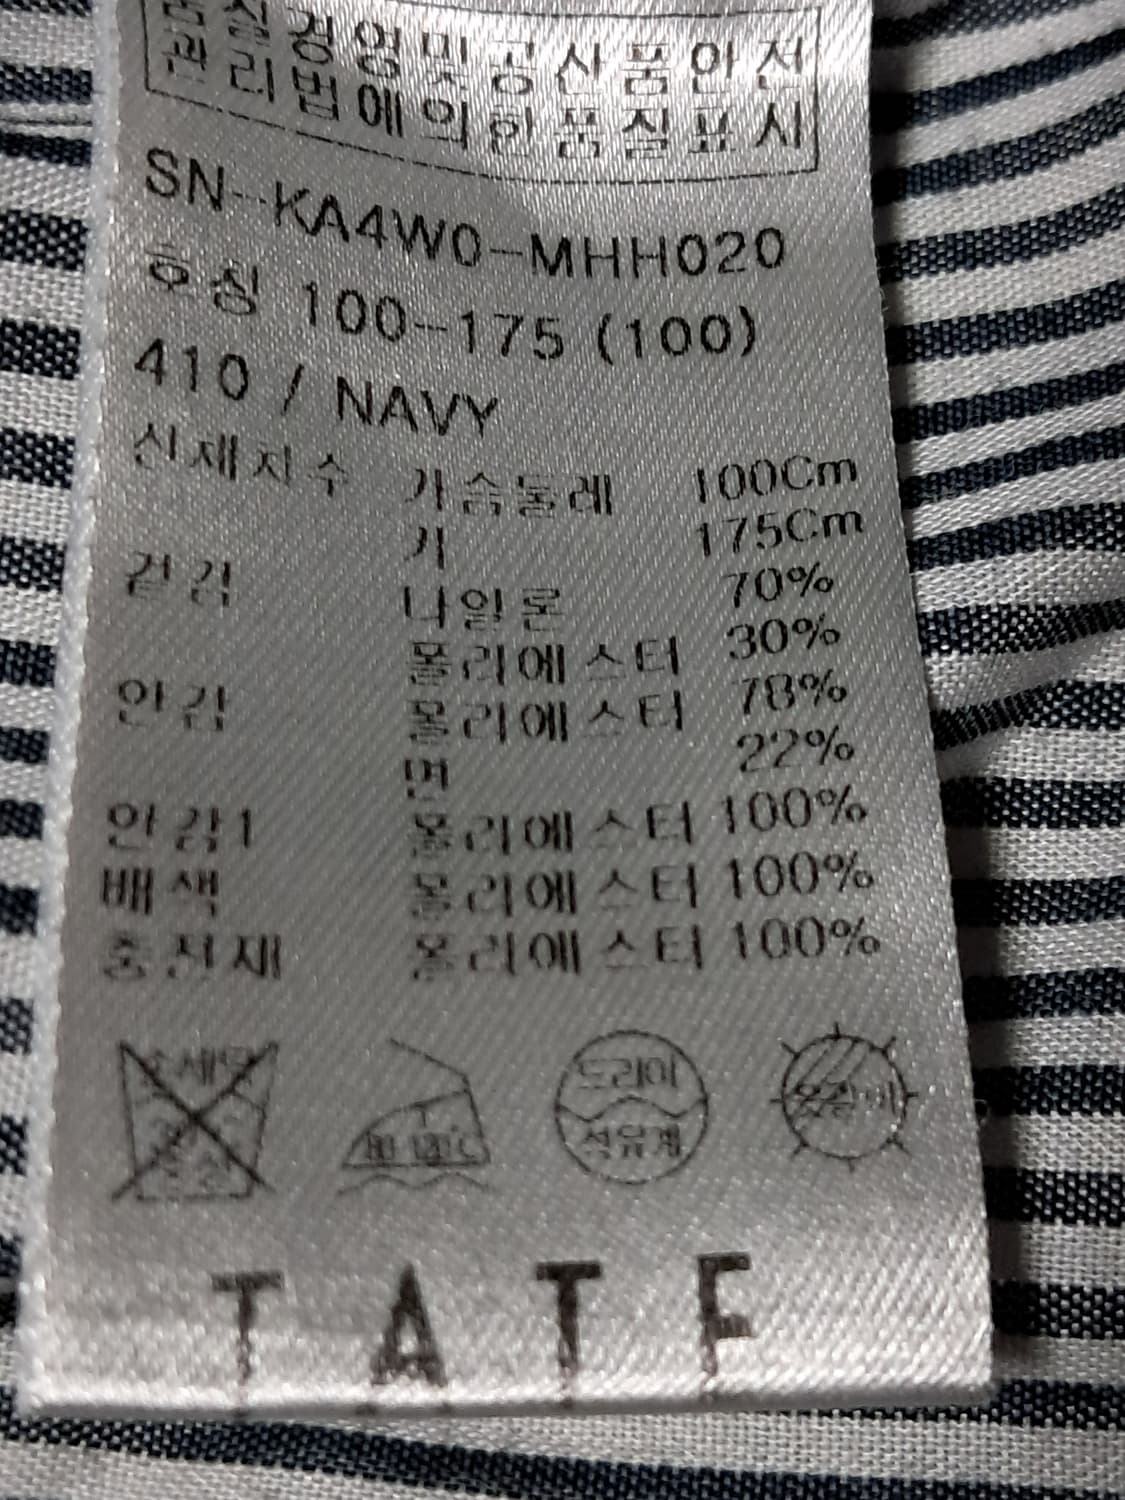 품질경영및공산품안전
관리법에의한품질표시
SN-KA4W0-MHH020
호칭 100-175 (100)
410 / NAVY
신체치수 가슴둘레 100Cm
키 175Cm
겉감 나일론 70%
폴리에스터 30%
안감 폴리에스터 78%
면 22%
안감1 폴리에스터 100%
배색 폴리에스터 100%
충전재 폴리에스터 100%
80-120°C
드라이
석유계
옷걸이
TATE